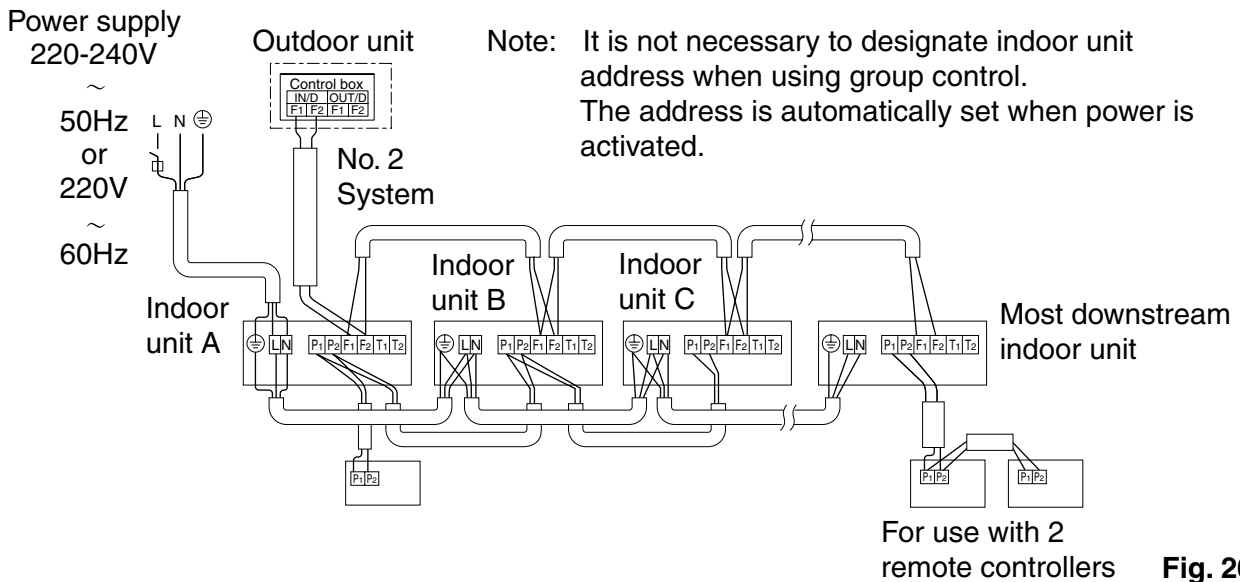 Power supply
220-240V
~
50Hz
or
220V
~
60Hz
L N
Outdoor unit
Control box
IN/D OUT/D
F1 F2 F1 F2
Note: It is not necessary to designate indoor unit
address when using group control.
The address is automatically set when power is
activated.
No. 2
System
Indoor
unit A
Indoor
unit B
Indoor
unit C
Most downstream
indoor unit
L N P1 P2 F1 F2 T1 T2
L N P1 P2 F1 F2 T1 T2
L N P1 P2 F1 F2 T1 T2
L N P1 P2 F1 F2 T1 T2
P1 P2
P1 P2
P1 P2
For use with 2
remote controllers